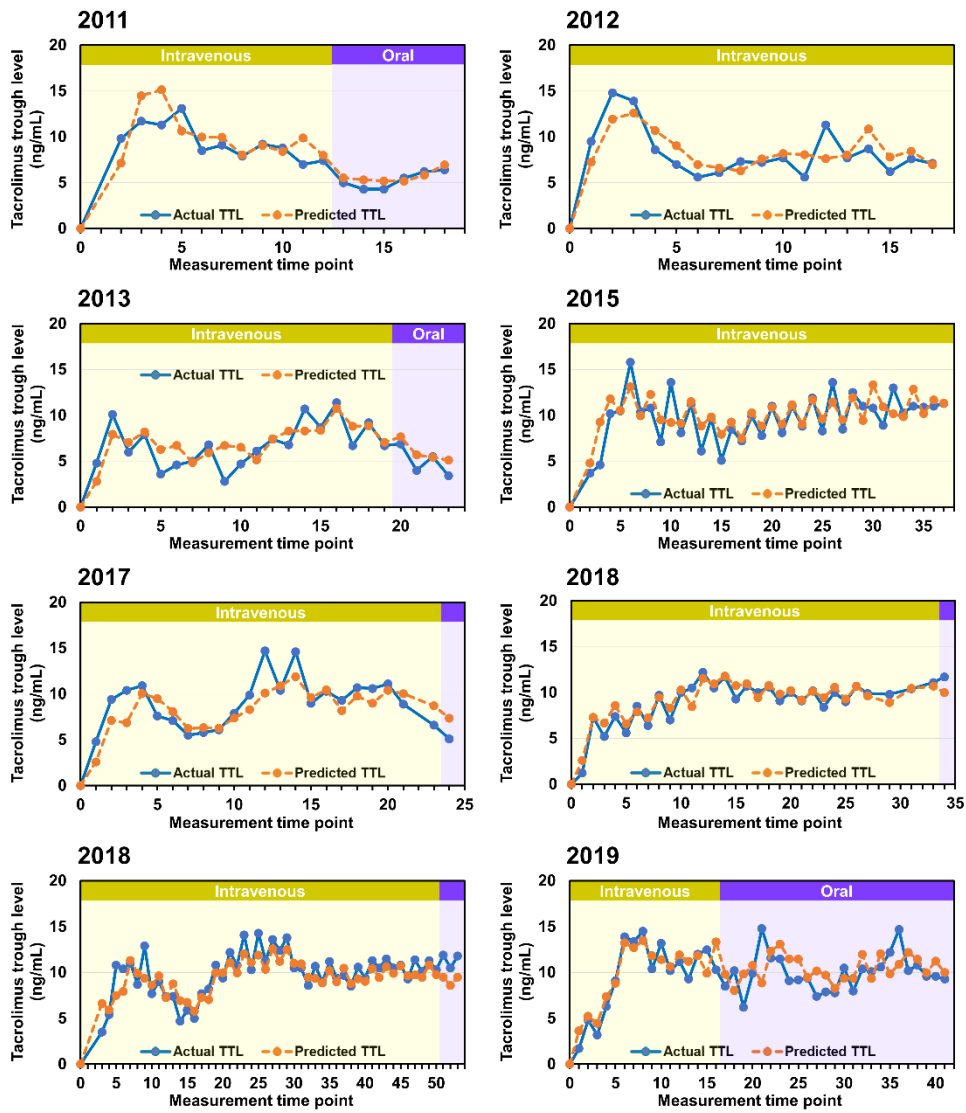 2011
Intravenous Oral
Tacrolimus trough level
(ng/mL)
20
15
10
5
0
Actual TTL Predicted TTL
0 5 10 15
Measurement time point
2012
Intravenous
Tacrolimus trough level
(ng/mL)
20
15
10
5
0
Actual TTL Predicted TTL
0 5 10 15
Measurement time point
2013
Intravenous Oral
Tacrolimus trough level
(ng/mL)
20
15
10
5
0
Actual TTL Predicted TTL
0 5 10 15 20
Measurement time point
2015
Intravenous
Tacrolimus trough level
(ng/mL)
20
15
10
5
0
Actual TTL Predicted TTL
0 5 10 15 20 25 30 35
Measurement time point
2017
Intravenous
Tacrolimus trough level
(ng/mL)
20
15
10
5
0
Actual TTL Predicted TTL
0 5 10 15 20 25
Measurement time point
2018
Intravenous
Tacrolimus trough level
(ng/mL)
20
15
10
5
0
Actual TTL Predicted TTL
0 5 10 15 20 25 30 35
Measurement time point
2018
Intravenous
Tacrolimus trough level
(ng/mL)
20
15
10
5
0
Actual TTL Predicted TTL
0 5 10 15 20 25 30 35 40 45 50
Measurement time point
2019
Intravenous Oral
Tacrolimus trough level
(ng/mL)
20
15
10
5
0
Actual TTL Predicted TTL
0 5 10 15 20 25 30 35 40
Measurement time point